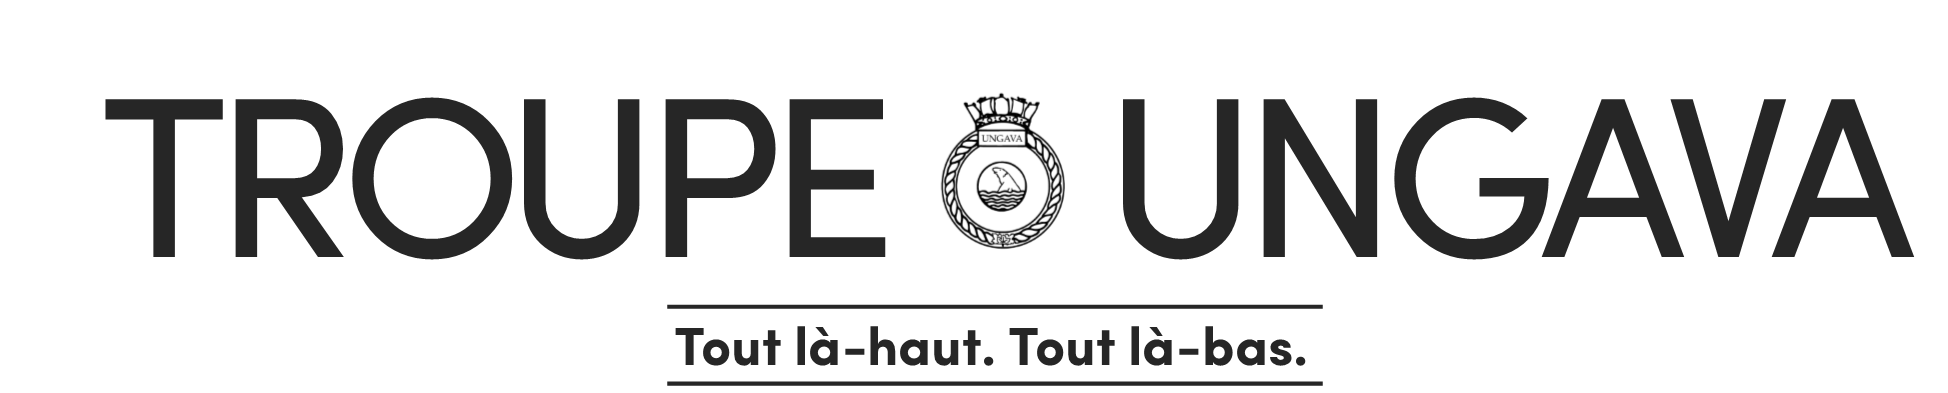 TROUPE UNGAVA
UNGAVA
Tout là-haut. Tout là-bas.